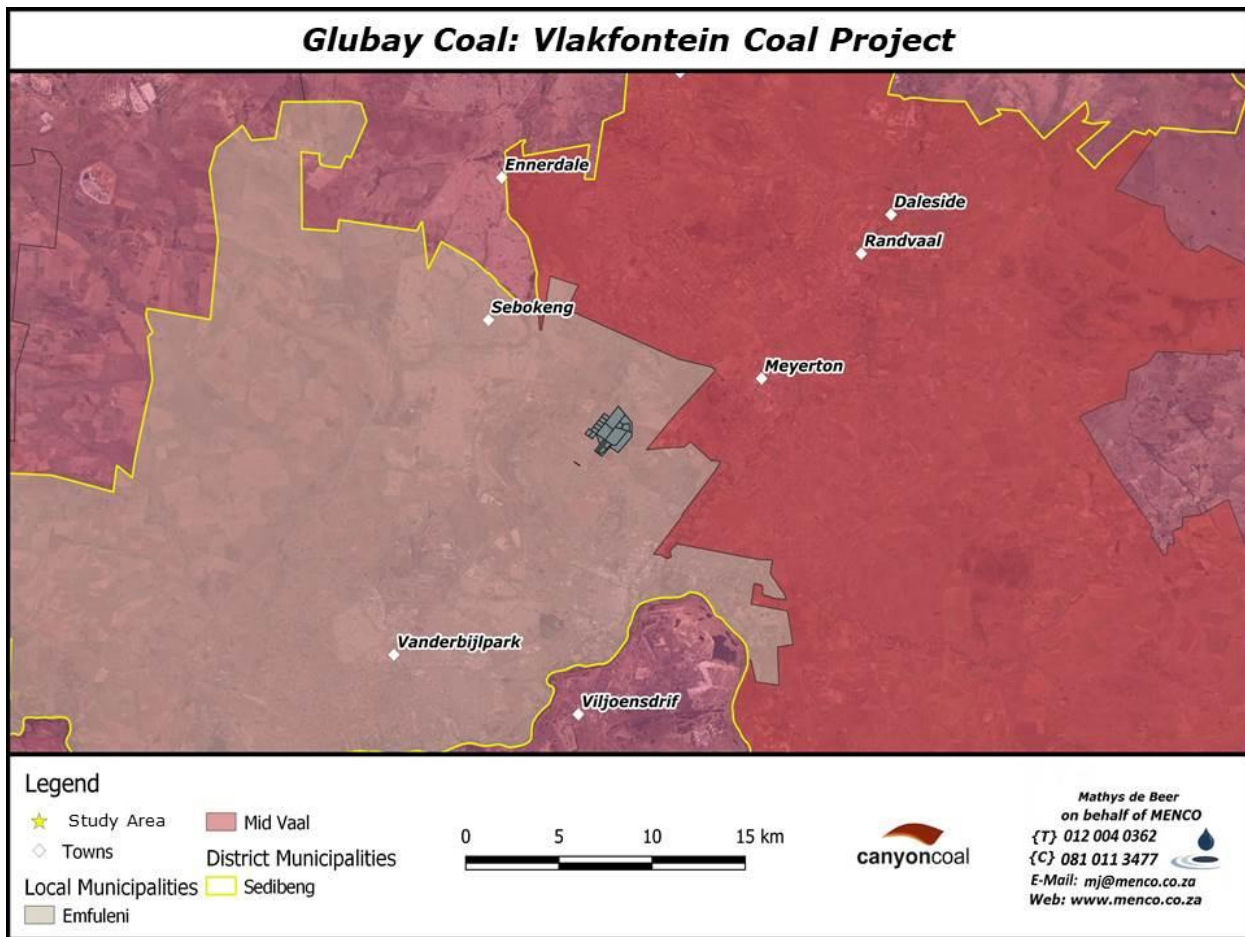 Glubay Coal: Vlakfontein Coal Project
Ennerdale
Daleside
Randvaal
Sebokeng
Meyerton
Vanderbijlpark
Viljoensdrif
Legend
Study Area
Towns
Local Municipalities
Emfuleni
Mid Vaal
District Municipalities
Sedibeng
0 5 10 15 km
canyoncoal
Mathys de Beer
on behalf of MENCO
{T} 012 004 0362
{C} 081 011 3477
E-Mail: mj@menco.co.za
Web: www.menco.co.za